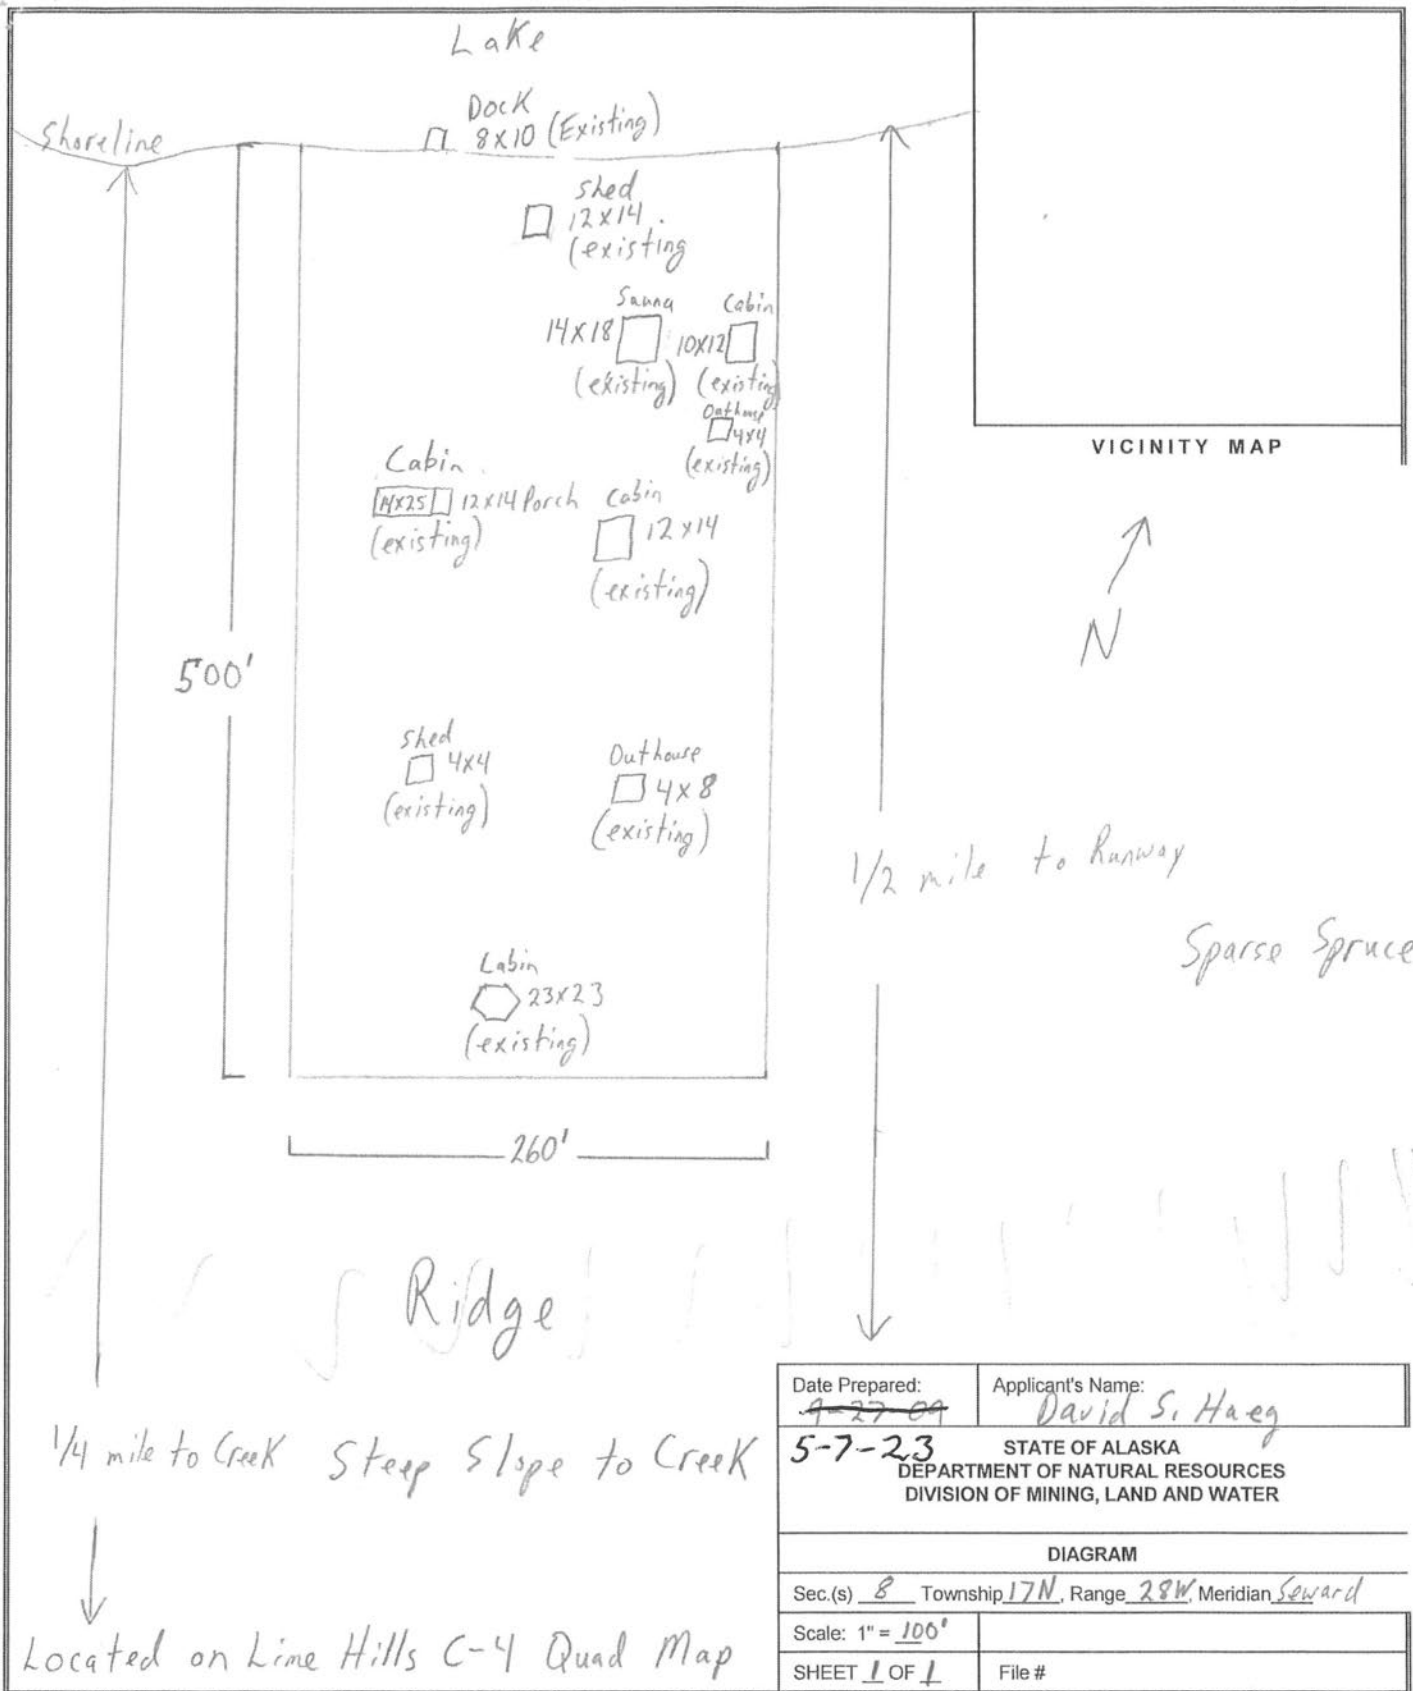 Lake
Dock
8x10 (Existing)
Shoreline
Shed
12x14.
(existing
Sauna
14x18
(existing)
Cabin
10x12
(existing
Outhouse
4x4
(existing)
Cabin
14x25 12x14 Porch
(existing)
Cabin
12x14
(existing)
VICINITY MAP
N
500'
Shed
4x4
(existing)
Outhouse
4x8
(existing)
1/2 mile to Runway
Sparse Spruce
Cabin
23x23
(existing)
260'
Ridge
1/4 mile to Creek Steep Slope to Creek
Located on Lime Hills C-4 Quad Map
Date Prepared:
9-27-09
5-7-23
Applicant's Name:
David S. Haeg
STATE OF ALASKA
DEPARTMENT OF NATURAL RESOURCES
DIVISION OF MINING, LAND AND WATER
DIAGRAM
Sec.(s) 8 Township 17N, Range 28W, Meridian Seward
Scale: 1" = 100'
SHEET 1 OF 1
File #